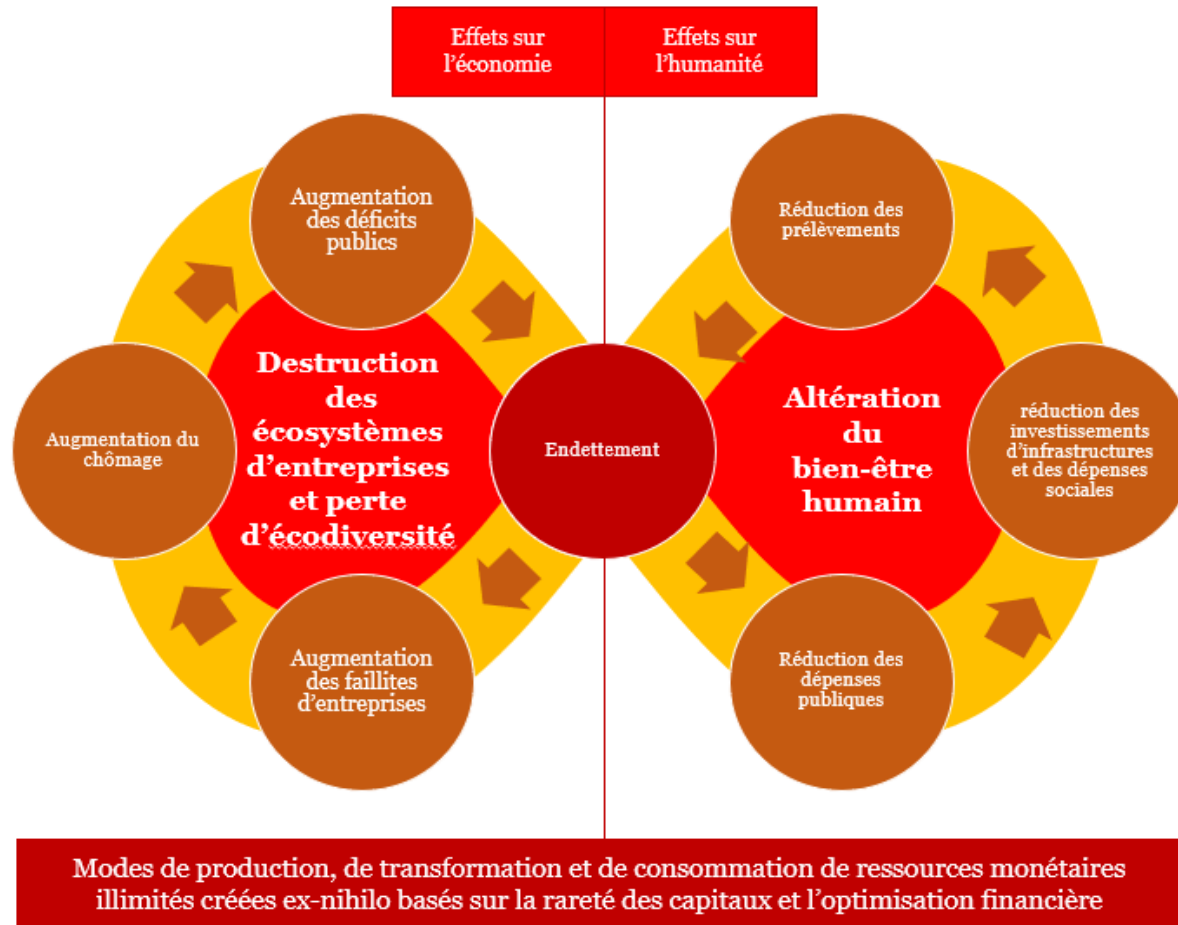 Effets sur
l'économie
Effets sur
l'humanité
Augmentation
des déficits
publics
Réduction des
prélèvements
Destruction
des
écosystèmes
d'entreprises
et perte
d'écodiversité
Altération
du
bien-être
humain
Augmentation du
chômage
Endettement
réduction des
investissements
d'infrastructures
et des dépenses
sociales
Augmentation
des faillites
d'entreprises
Réduction des
dépenses
publiques
Modes de production, de transformation et de consommation de ressources monétaires
illimités créées ex-nihilo basés sur la rareté des capitaux et l'optimisation financière